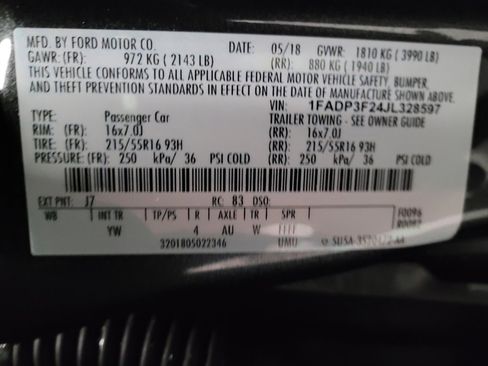 MFD. BY FORD MOTOR CO. DATE: 05/18 GVWR: 1810 KG ( 3990 LB)
GAWR: (FR): 972 KG ( 2143 LB) (RR): 880 KG ( 1940 LB)
THIS VEHICLE CONFORMS TO ALL APPLICABLE FEDERAL MOTOR VEHICLE SAFETY, BUMPER,
AND THEFT PREVENTION STANDARDS IN EFFECT ON THE DATE OF MANUFACTURE SHOWN ABOVE.
VIN: 1FADP3F24JL328597
TYPE: Passenger Car TRAILER TOWING - SEE OWNER GUIDE
RIM: (FR): 16x7.0J (RR): 16x7.0J
TIRE: (FR): 215/55R16 93H (RR): 215/55R16 93H
PRESSURE: (FR): 250 kPa/ 36 PSI COLD (RR): 250 kPa/ 36 PSI COLD
EXT PNT: J7 RC: 83 DSO:
WB INT TR TP/PS R AXLE TR SPR
YW 4 AU W UMU
F0096
3201805022346